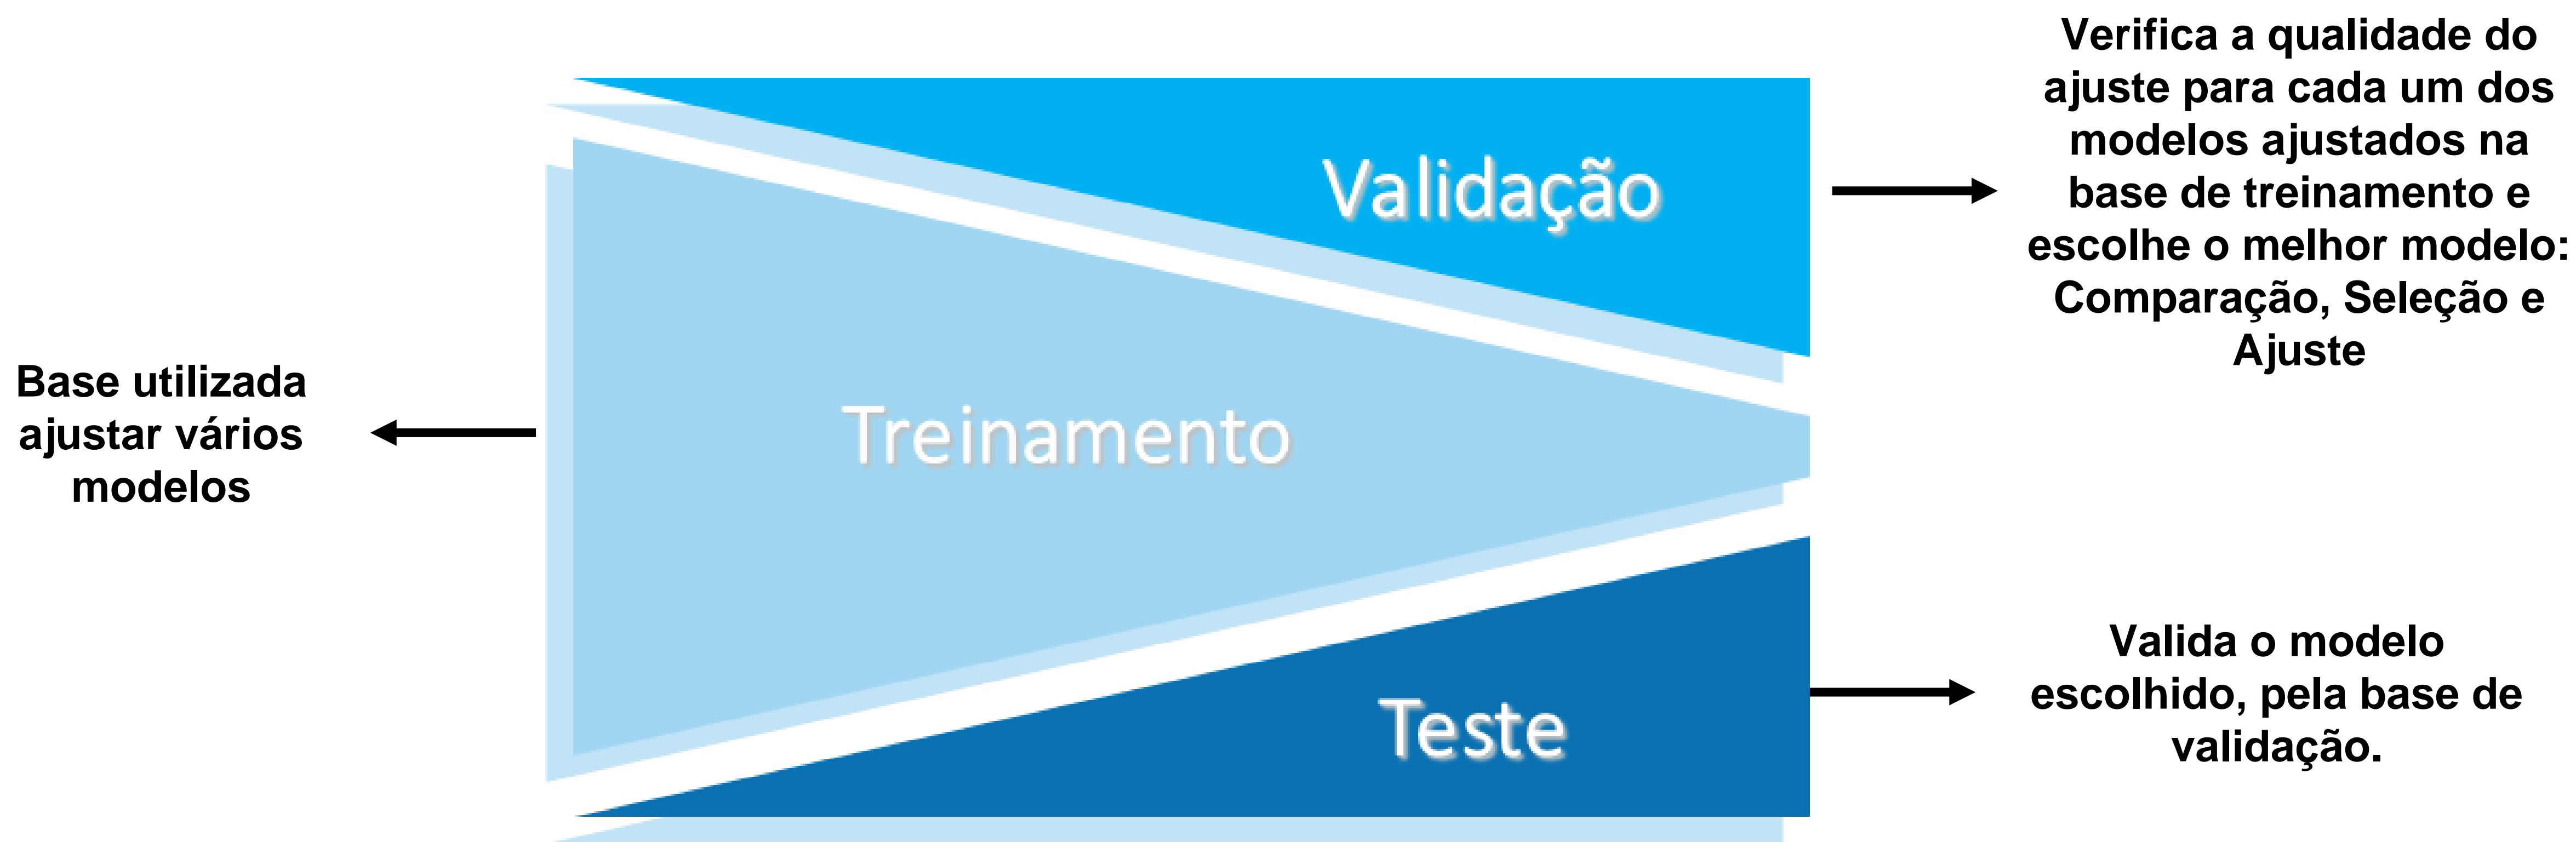 Verifica a qualidade do
ajuste para cada um dos
modelos ajustados na
base de treinamento e
escolhe o melhor modelo:
Comparação, Seleção e
Ajuste
Validação
Base utilizada
ajustar vários
modelos
Treinamento
Teste
Valida o modelo
escolhido, pela base de
validação.